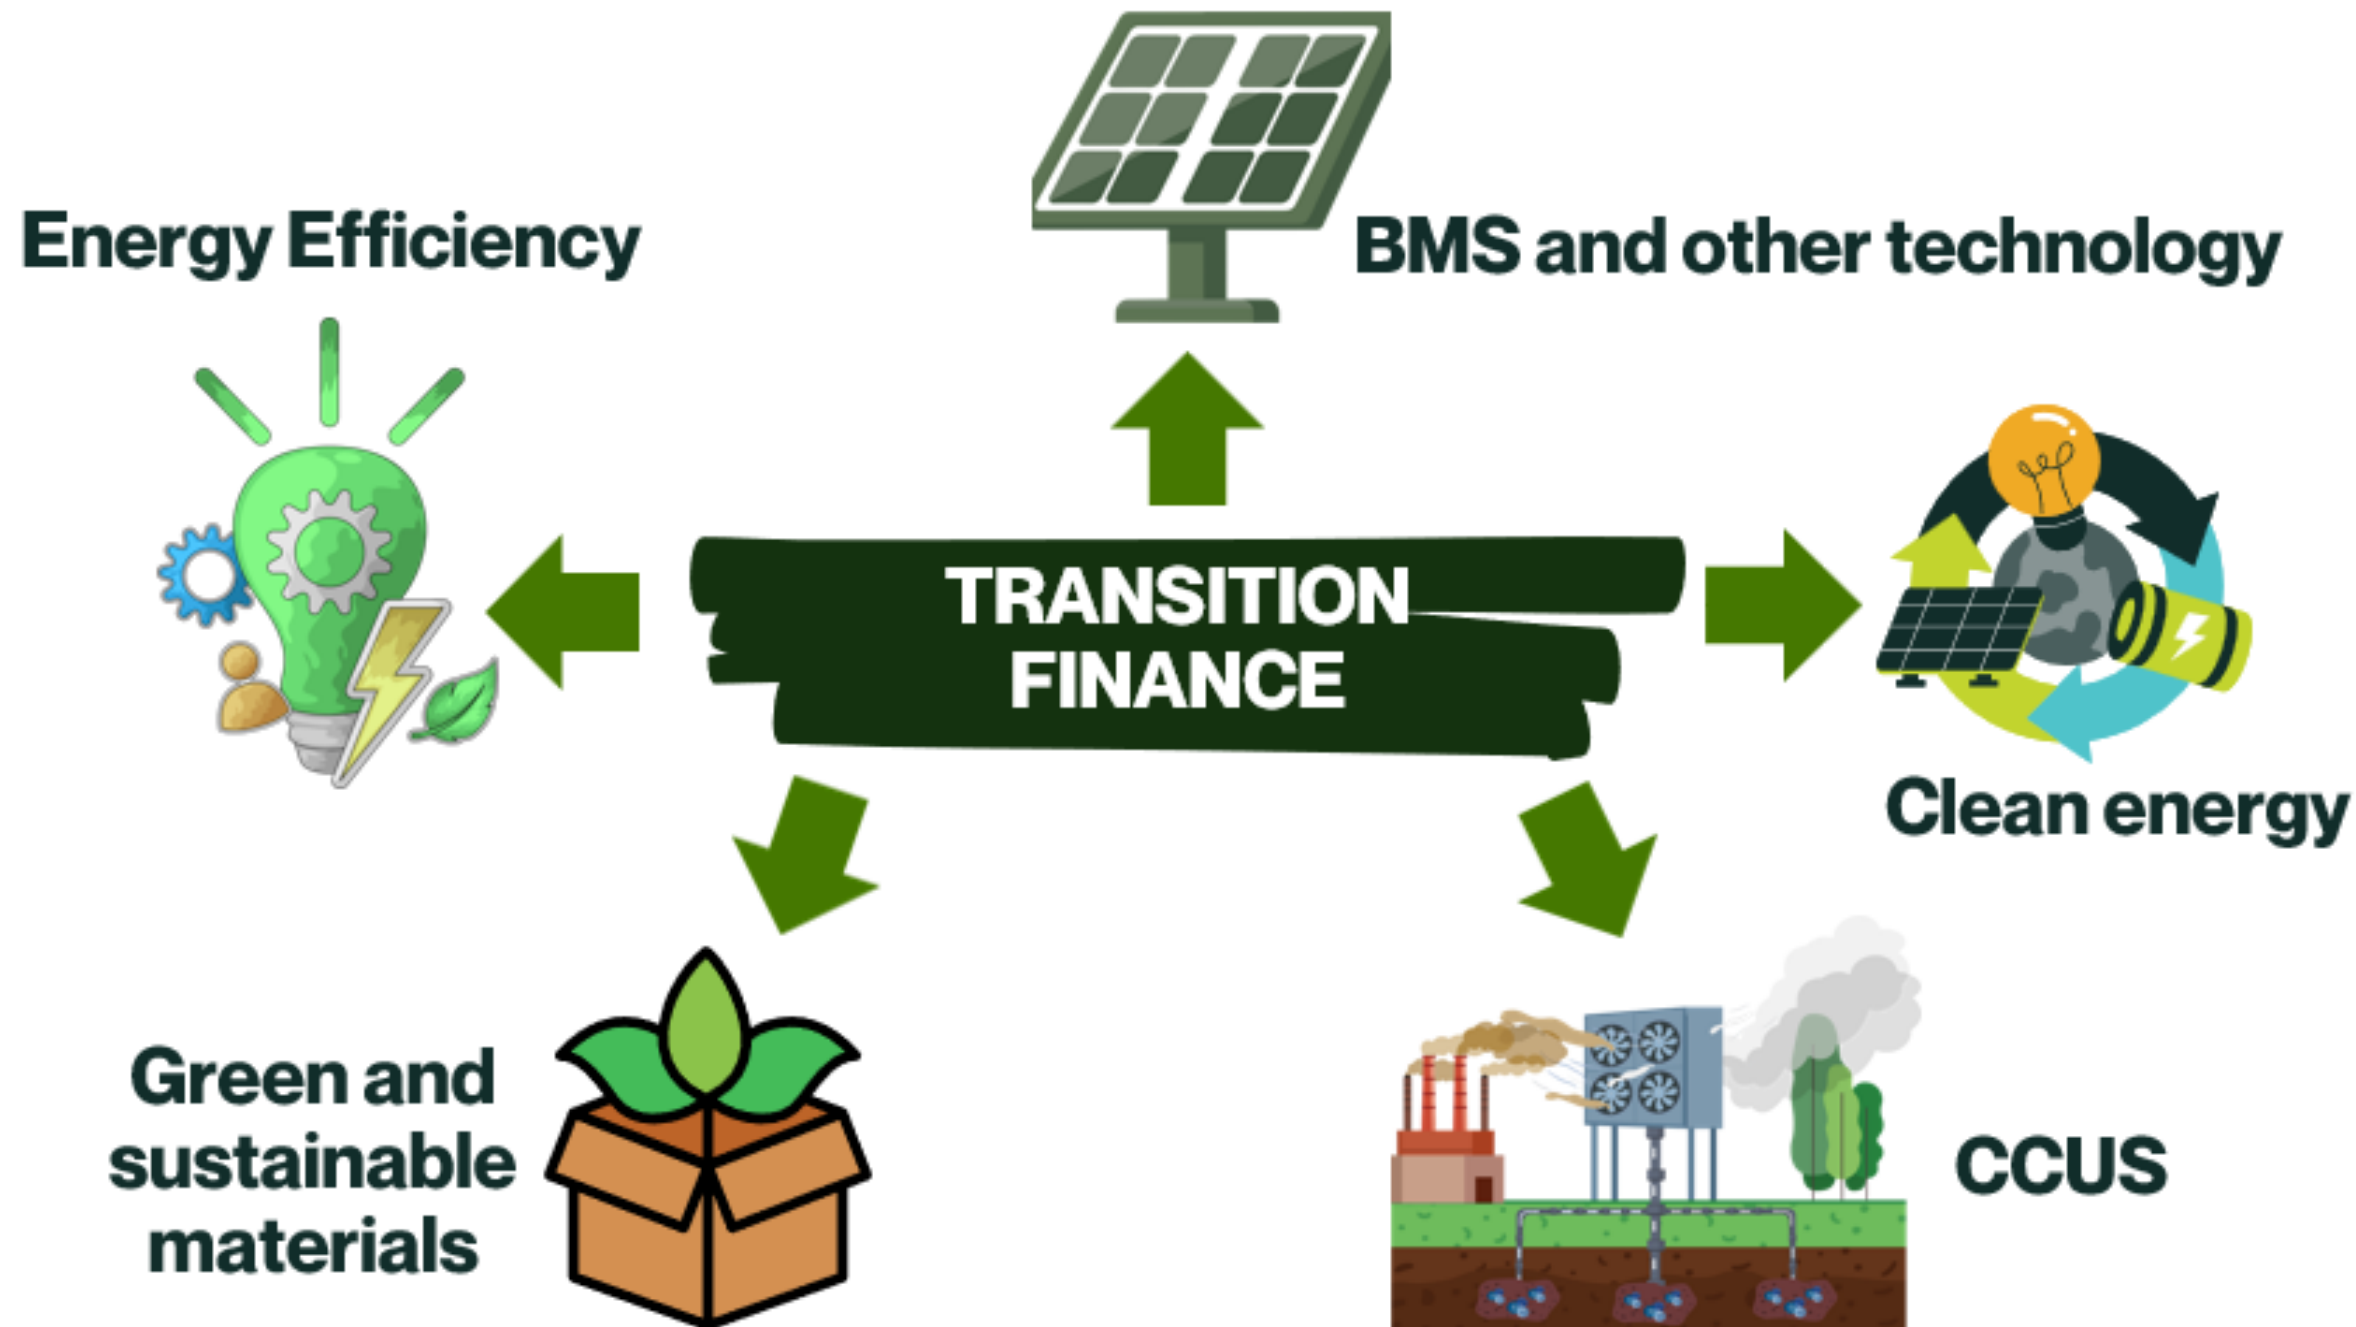 Energy Efficiency
BMS and other technology
TRANSITION
FINANCE
Clean energy
Green and
sustainable
materials
CCUS